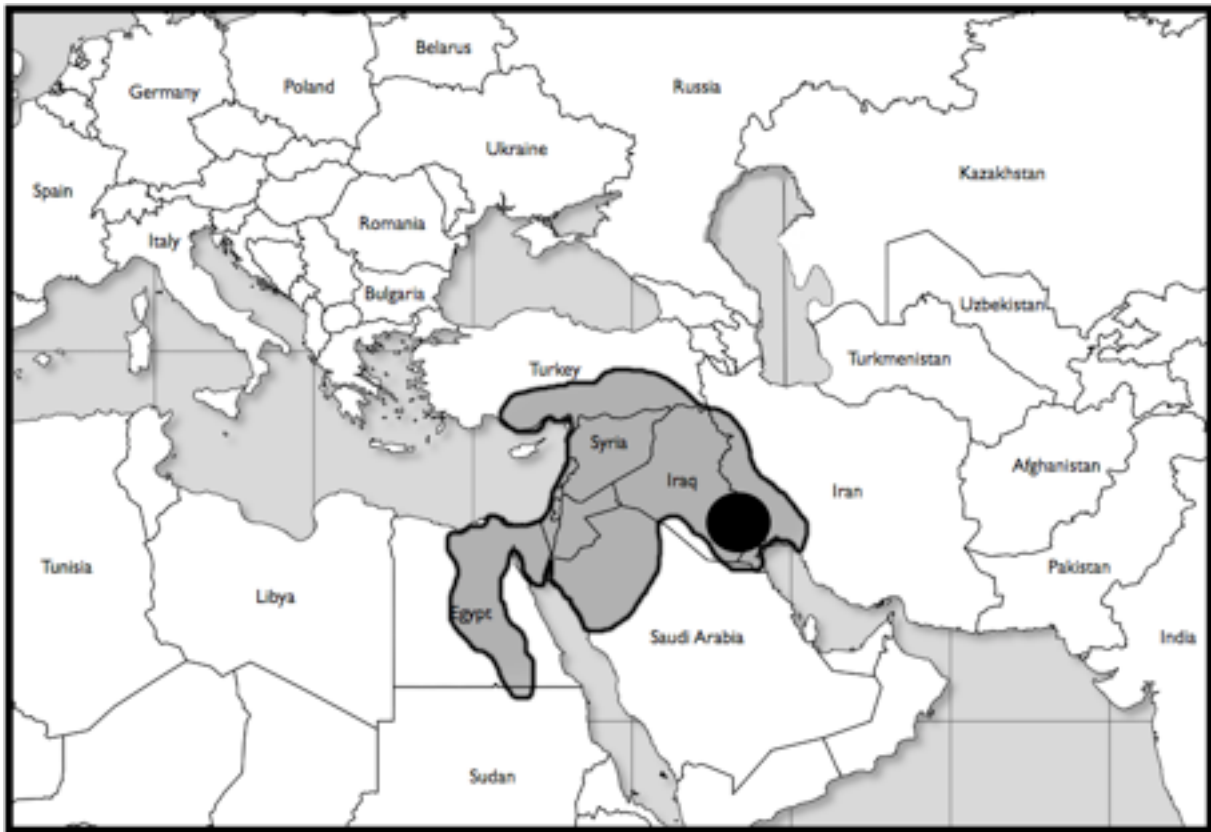 Belarus
Germany
Poland
Russia
Ukraine
Kazakhstan
Spain
Romania
Italy
Bulgaria
Uzbekistan
Turkmenistan
Turkey
Syria
Afghanistan
Iraq
Iran
Tunisia
Pakistan
Libya
Egypt
Saudi Arabia
India
Sudan